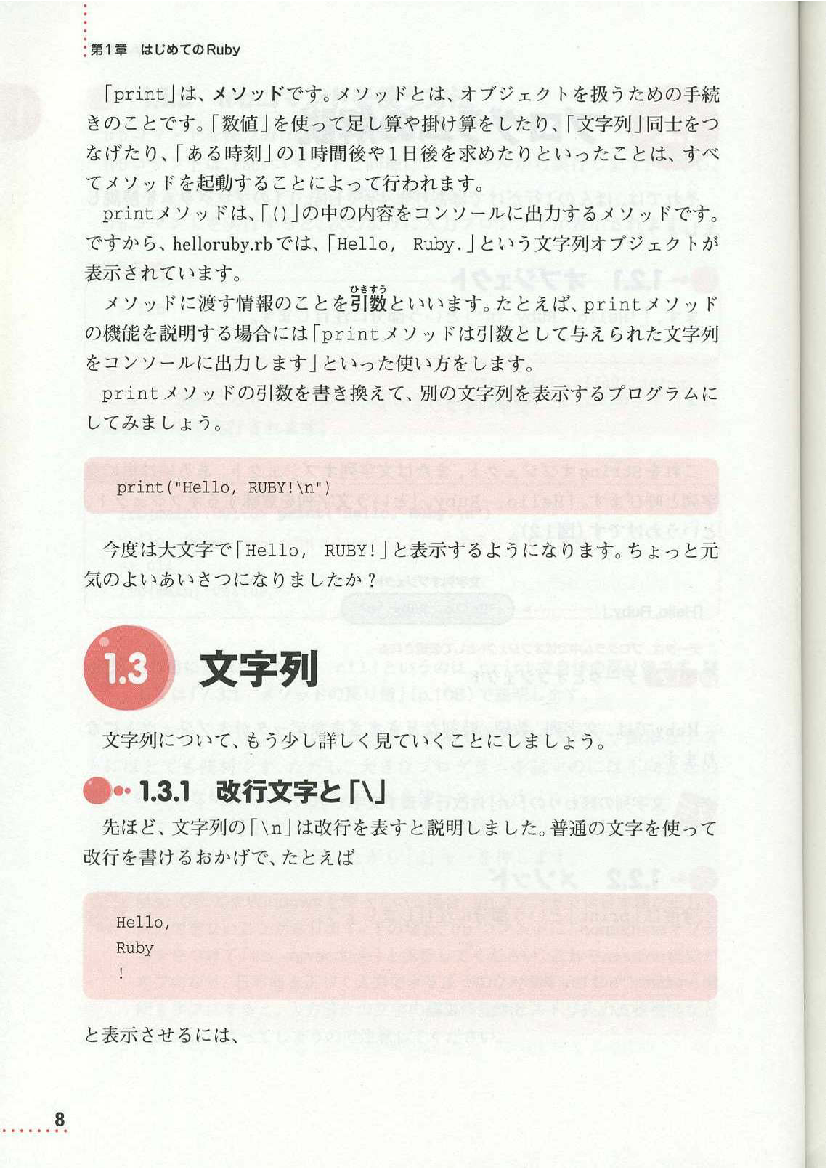 第1章　はじめてのRuby
「print」は、メソッドです。メソッドとは、オブジェクトを扱うための手続
きのことです。「数値」を使って足し算や掛け算をしたり、「文字列」同士をつ
なげたり、「ある時刻」の1時間後や1日後を求めたりといったことは、すべ
てメソッドを起動することによって行われます。
printメソッドは、「()」の中の内容をコンソールに出力するメソッドです。
ですから、helloruby.rbでは、「Hello, Ruby.」という文字列オブジェクトが
表示されています。
ひきすう
メソッドに渡す情報のことを引数といいます。たとえば、printメソッド
の機能を説明する場合には「printメソッドは引数として与えられた文字列
をコンソールに出力します」といった使い方をします。
printメソッドの引数を書き換えて、別の文字列を表示するプログラムに
してみましょう。
print("Hello, RUBY!\n")
今度は大文字で「Hello, RUBY!」と表示するようになります。ちょっと元
気のよいあいさつになりましたか?
1.3 文字列
文字列について、もう少し詳しく見ていくことにしましょう。
1.3.1　改行文字と「\」
先ほど、文字列の「\n」は改行を表すと説明しました。普通の文字を使って
改行を書けるおかげで、たとえば
Hello,
Ruby
!
と表示させるには、
8